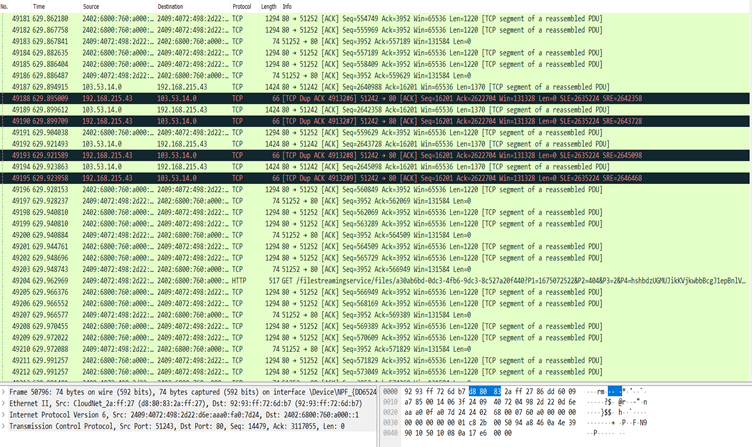 No. Time Source Destination Protocol Length Info
49181 629.862180 2402:6800:760:a000:… 2409:4072:498:2d22:… TCP 1294 80 → 51252 [ACK] Seq=554749 Ack=3952 Win=65536 Len=1220 [TCP segment of a reassembled PDU]
49182 629.867758 2402:6800:760:a000:… 2409:4072:498:2d22:… TCP 1294 80 → 51252 [ACK] Seq=555969 Ack=3952 Win=65536 Len=1220 [TCP segment of a reassembled PDU]
49183 629.867841 2409:4072:498:2d22:… 2402:6800:760:a000:… TCP 74 51252 → 80 [ACK] Seq=3952 Ack=557189 Win=131584 Len=0
49184 629.882635 2402:6800:760:a000:… 2409:4072:498:2d22:… TCP 1294 80 → 51252 [ACK] Seq=557189 Ack=3952 Win=65536 Len=1220 [TCP segment of a reassembled PDU]
49185 629.886404 2402:6800:760:a000:… 2409:4072:498:2d22:… TCP 1294 80 → 51252 [ACK] Seq=558409 Ack=3952 Win=65536 Len=1220 [TCP segment of a reassembled PDU]
49186 629.886487 2409:4072:498:2d22:… 2402:6800:760:a000:… TCP 74 51252 → 80 [ACK] Seq=3952 Ack=559629 Win=131584 Len=0
49187 629.894915 103.53.14.0 192.168.215.43 TCP 1424 80 → 51242 [ACK] Seq=2640988 Ack=16201 Win=65536 Len=1370 [TCP segment of a reassembled PDU]
49188 629.895009 192.168.215.43 103.53.14.0 TCP 66 [TCP Dup ACK 49132#6] 51242 → 80 [ACK] Seq=16201 Ack=2622704 Win=131328 Len=0 SLE=2635224 SRE=2642358
49189 629.899612 103.53.14.0 192.168.215.43 TCP 1424 80 → 51242 [ACK] Seq=2642358 Ack=16201 Win=65536 Len=1370 [TCP segment of a reassembled PDU]
49190 629.899709 192.168.215.43 103.53.14.0 TCP 66 [TCP Dup ACK 49132#7] 51242 → 80 [ACK] Seq=16201 Ack=2622704 Win=131328 Len=0 SLE=2635224 SRE=2643728
49191 629.904038 2402:6800:760:a000:… 2409:4072:498:2d22:… TCP 1294 80 → 51252 [ACK] Seq=559629 Ack=3952 Win=65536 Len=1220 [TCP segment of a reassembled PDU]
49192 629.921493 103.53.14.0 192.168.215.43 TCP 1424 80 → 51242 [ACK] Seq=2643728 Ack=16201 Win=65536 Len=1370 [TCP segment of a reassembled PDU]
49193 629.921589 192.168.215.43 103.53.14.0 TCP 66 [TCP Dup ACK 49132#8] 51242 → 80 [ACK] Seq=16201 Ack=2622704 Win=131328 Len=0 SLE=2635224 SRE=2645098
49194 629.923863 103.53.14.0 192.168.215.43 TCP 1424 80 → 51242 [ACK] Seq=2645098 Ack=16201 Win=65536 Len=1370 [TCP segment of a reassembled PDU]
49195 629.923958 192.168.215.43 103.53.14.0 TCP 66 [TCP Dup ACK 49132#9] 51242 → 80 [ACK] Seq=16201 Ack=2622704 Win=131328 Len=0 SLE=2635224 SRE=2646468
49196 629.928153 2402:6800:760:a000:… 2409:4072:498:2d22:… TCP 1294 80 → 51252 [ACK] Seq=560849 Ack=3952 Win=65536 Len=1220 [TCP segment of a reassembled PDU]
49197 629.928237 2409:4072:498:2d22:… 2402:6800:760:a000:… TCP 74 51252 → 80 [ACK] Seq=3952 Ack=562069 Win=131584 Len=0
49198 629.940810 2402:6800:760:a000:… 2409:4072:498:2d22:… TCP 1294 80 → 51252 [ACK] Seq=562069 Ack=3952 Win=65536 Len=1220 [TCP segment of a reassembled PDU]
49199 629.940810 2402:6800:760:a000:… 2409:4072:498:2d22:… TCP 1294 80 → 51252 [ACK] Seq=563289 Ack=3952 Win=65536 Len=1220 [TCP segment of a reassembled PDU]
49200 629.940884 2409:4072:498:2d22:… 2402:6800:760:a000:… TCP 74 51252 → 80 [ACK] Seq=3952 Ack=564509 Win=131584 Len=0
49201 629.944761 2402:6800:760:a000:… 2409:4072:498:2d22:… TCP 1294 80 → 51252 [ACK] Seq=564509 Ack=3952 Win=65536 Len=1220 [TCP segment of a reassembled PDU]
49202 629.948646 2402:6800:760:a000:… 2409:4072:498:2d22:… TCP 1294 80 → 51252 [ACK] Seq=565729 Ack=3952 Win=65536 Len=1220 [TCP segment of a reassembled PDU]
49203 629.948743 2409:4072:498:2d22:… 2402:6800:760:a000:… TCP 74 51252 → 80 [ACK] Seq=3952 Ack=566949 Win=131584 Len=0
49204 629.962969 2409:4072:498:2d22:… 2402:6800:760:a000:… HTTP 517 GET
49205 629.966376 2402:6800:760:a000:… 2409:4072:498:2d22:… TCP 1294 80 → 51252 [ACK] Seq=566949 Ack=3952 Win=65536 Len=1220 [TCP segment of a reassembled PDU]
49206 629.966552 2402:6800:760:a000:… 2409:4072:498:2d22:… TCP 1294 80 → 51252 [ACK] Seq=568169 Ack=3952 Win=65536 Len=1220 [TCP segment of a reassembled PDU]
49207 629.966577 2409:4072:498:2d22:… 2402:6800:760:a000:… TCP 74 51252 → 80 [ACK] Seq=3952 Ack=569389 Win=131584 Len=0
49208 629.970455 2402:6800:760:a000:… 2409:4072:498:2d22:… TCP 1294 80 → 51252 [ACK] Seq=569389 Ack=3952 Win=65536 Len=1220 [TCP segment of a reassembled PDU]
49209 629.972022 2402:6800:760:a000:… 2409:4072:498:2d22:… TCP 1294 80 → 51252 [ACK] Seq=570609 Ack=3952 Win=65536 Len=1220 [TCP segment of a reassembled PDU]
49210 629.972088 2409:4072:498:2d22:… 2402:6800:760:a000:… TCP 74 51252 → 80 [ACK] Seq=3952 Ack=571829 Win=131584 Len=0
49211 629.991257 2402:6800:760:a000:… 2409:4072:498:2d22:… TCP 1294 80 → 51252 [ACK] Seq=571829 Ack=3952 Win=65536 Len=1220 [TCP segment of a reassembled PDU]
49212 629.991257 2402:6800:760:a000:… 2409:4072:498:2d22:… TCP 1294 80 → 51252 [ACK] Seq=573049 Ack=3952 Win=65536 Len=1220 [TCP segment of a reassembled PDU]
Frame 50796: 74 bytes on wire (592 bits), 74 bytes captured (592 bits) on interface \Device\NPF_{DD6524
Ethernet II, Src: CloudNet_2a:ff:27 (d8:80:83:2a:ff:27), Dst: 92:93:ff:72:6d:b7 (92:93:ff:72:6d:b7)
Internet Protocol Version 6, Src: 2409:4072:498:2d22:d6e:aaa0:fa0:7d24, Dst: 2402:6800:760:a000::1
Transmission Control Protocol, Src Port: 51243, Dst Port: 80, Seq: 14479, Ack: 3117055, Len: 0
0000 92 93 ff 72 6d b7 d8 80 83 2a ff 27 86 dd 60 09
0010 a7 85 00 14 06 3f 24 09 40 72 04 98 2d 22 0d 6e
0020 aa a0 0f a0 7d 24 24 02 68 00 07 60 a0 00 00 00
0030 00 00 00 00 00 01 c8 2b 00 50 94 a8 46 0a 4e 39
0040 90 10 50 10 08 0a 17 e6 00 00